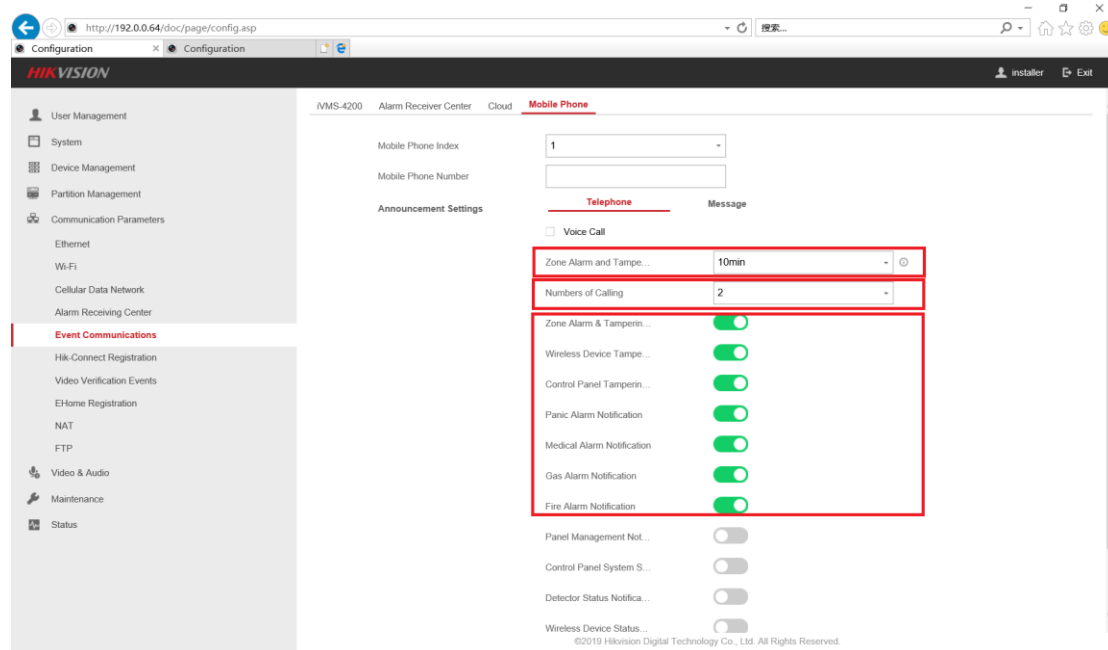 http://192.0.0.64/doc/page/config.asp
搜索...
Configuration
Configuration
HIKVISION
installer
Exit
User Management
System
Device Management
Partition Management
Communication Parameters
Ethernet
Wi-Fi
Cellular Data Network
Alarm Receiving Center
Event Communications
Hik-Connect Registration
Video Verification Events
EHome Registration
NAT
FTP
Video & Audio
Maintenance
Status
iVMS-4200 Alarm Receiver Center Cloud Mobile Phone
Mobile Phone Index 1
Mobile Phone Number
Announcement Settings Telephone Message
Voice Call
Zone Alarm and Tampe... 10min
Numbers of Calling 2
Zone Alarm & Tamperin...
Wireless Device Tampe...
Control Panel Tamperin...
Panic Alarm Notification
Medical Alarm Notification
Gas Alarm Notification
Fire Alarm Notification
Panel Management Not...
Control Panel System S...
Detector Status Notifica...
Wireless Device Status...
©2019 Hikvision Digital Technology Co., Ltd. All Rights Reserved.